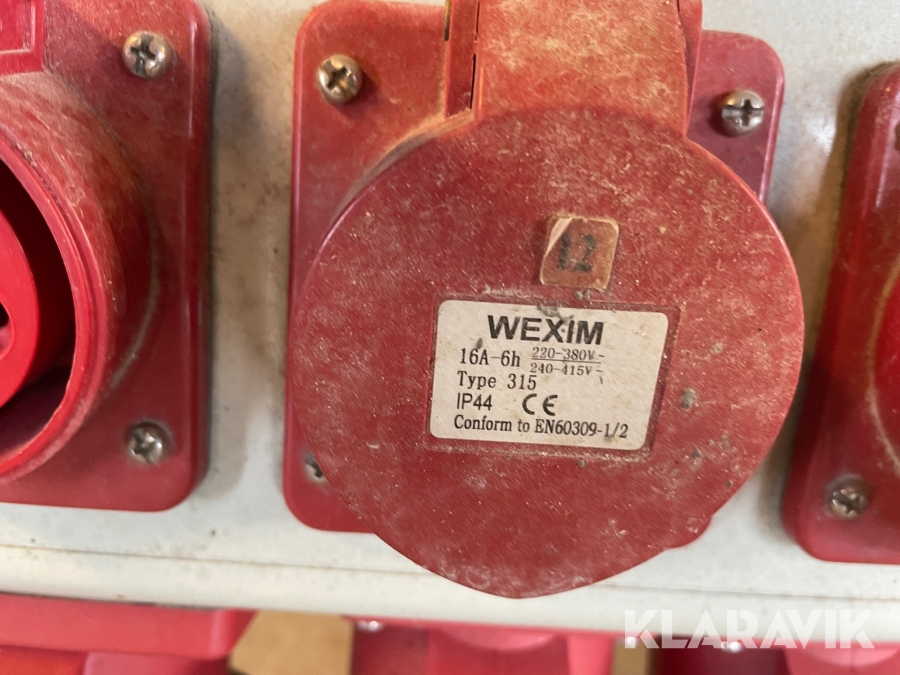 12
WEXIM
16A-6h 220-380V~
240-415V~
Type 315
IP44 CE
Conform to EN60309-1/2
KLARAVIK